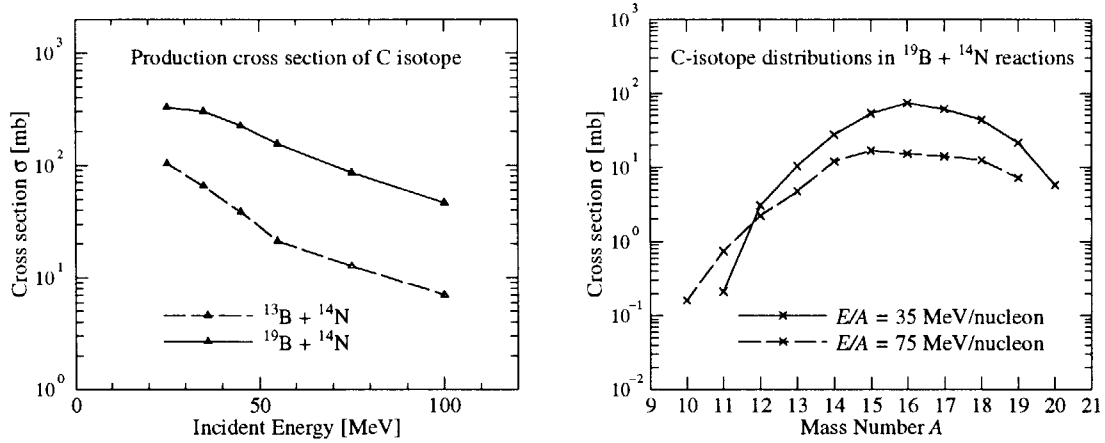 Production cross section of C isotope
Cross section σ [mb]
10³
10²
10¹
10⁰
¹³B + ¹⁴N
¹⁹B + ¹⁴N
0
50
100
Incident Energy [MeV]
C-isotope distributions in ¹⁹B + ¹⁴N reactions
Cross section σ [mb]
10³
10²
10¹
10⁰
10⁻¹
10⁻²
E/A = 35 MeV/nucleon
E/A = 75 MeV/nucleon
9 10 11 12 13 14 15 16 17 18 19 20 21
Mass Number A